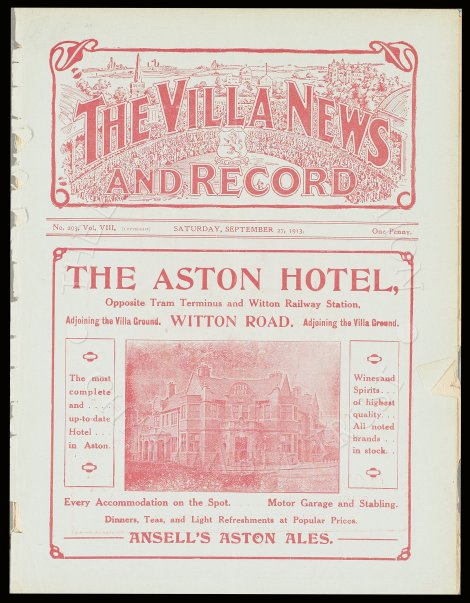 THE VILLA NEWS
AND RECORD
No. 293, Vol. VIII. [COPYRIGHT] SATURDAY, SEPTEMBER 27, 1913. One Penny.
THE ASTON HOTEL,
Opposite Tram Terminus and Witton Railway Station,
Adjoining the Villa Ground. WITTON ROAD. Adjoining the Villa Ground.
The most
complete
and . . .
up-to-date
Hotel . . .
in Aston.
Wines and
Spirits . . .
of highest
quality . .
All noted
brands . .
in stock. .
Every Accommodation on the Spot. Motor Garage and Stabling.
Dinners, Teas, and Light Refreshments at Popular Prices.
ANSELL'S ASTON ALES.